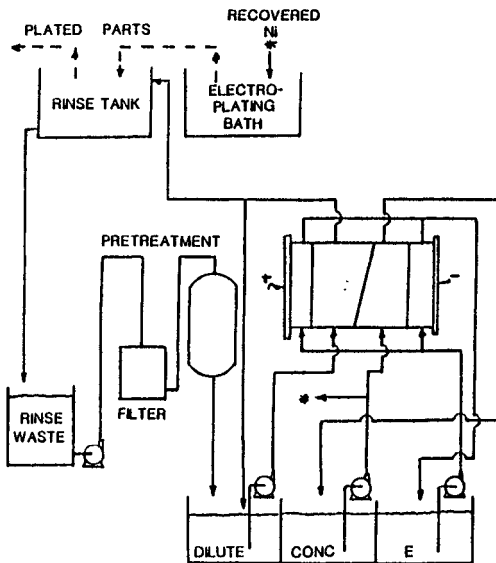 PLATED PARTS
RECOVERED
Ni
*
RINSE TANK
ELECTRO-
PLATING
BATH
PRETREATMENT
+
-
*
FILTER
RINSE
WASTE
DILUTE
CONC
E